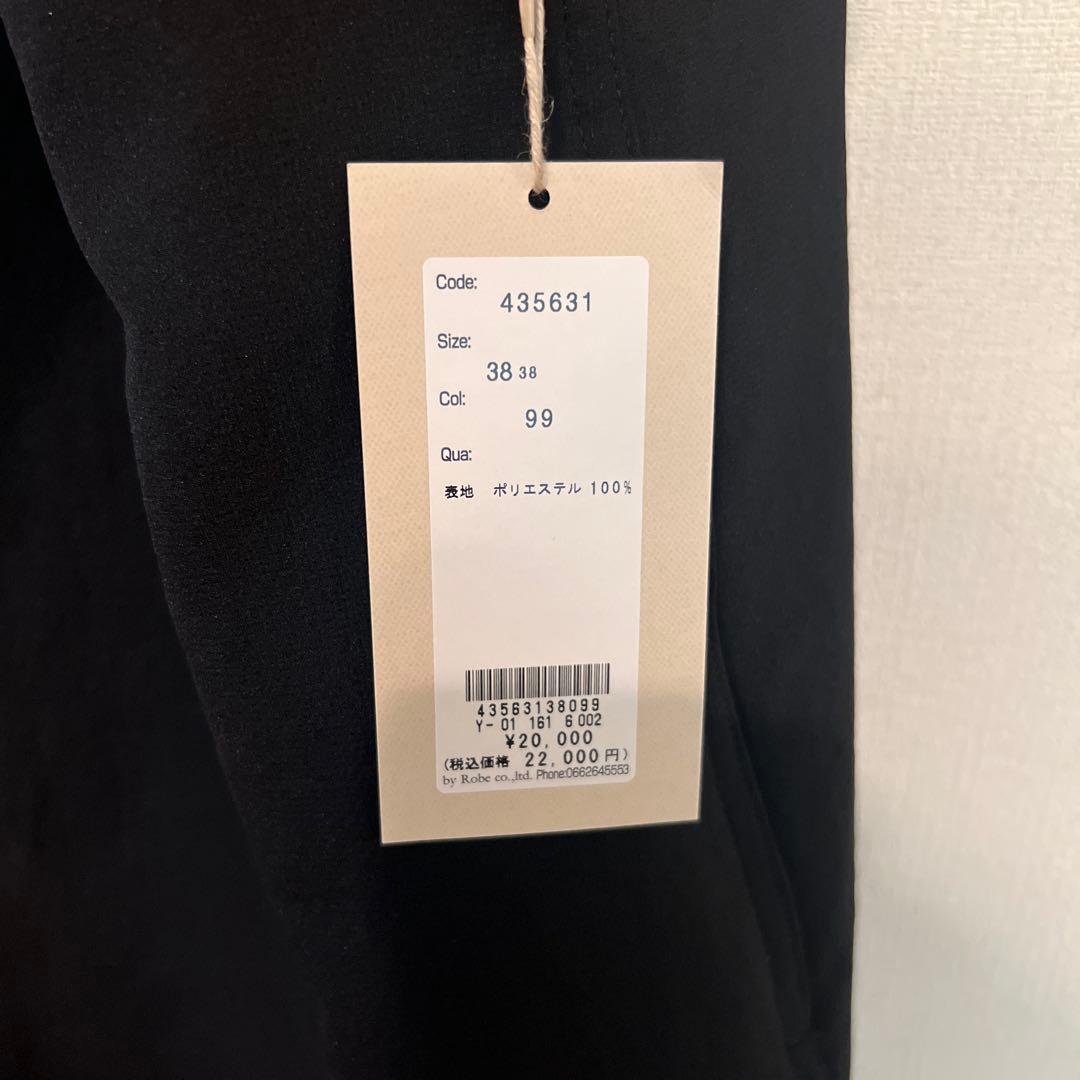 Code:
435631
Size:
38 38
Col:
99
Qua:
表地 ポリエステル 100%
43563138099
Y- 01 161 6 002
¥20,000
(税込価格 22,000円)
by Robe co.,ltd. Phone:0662645553